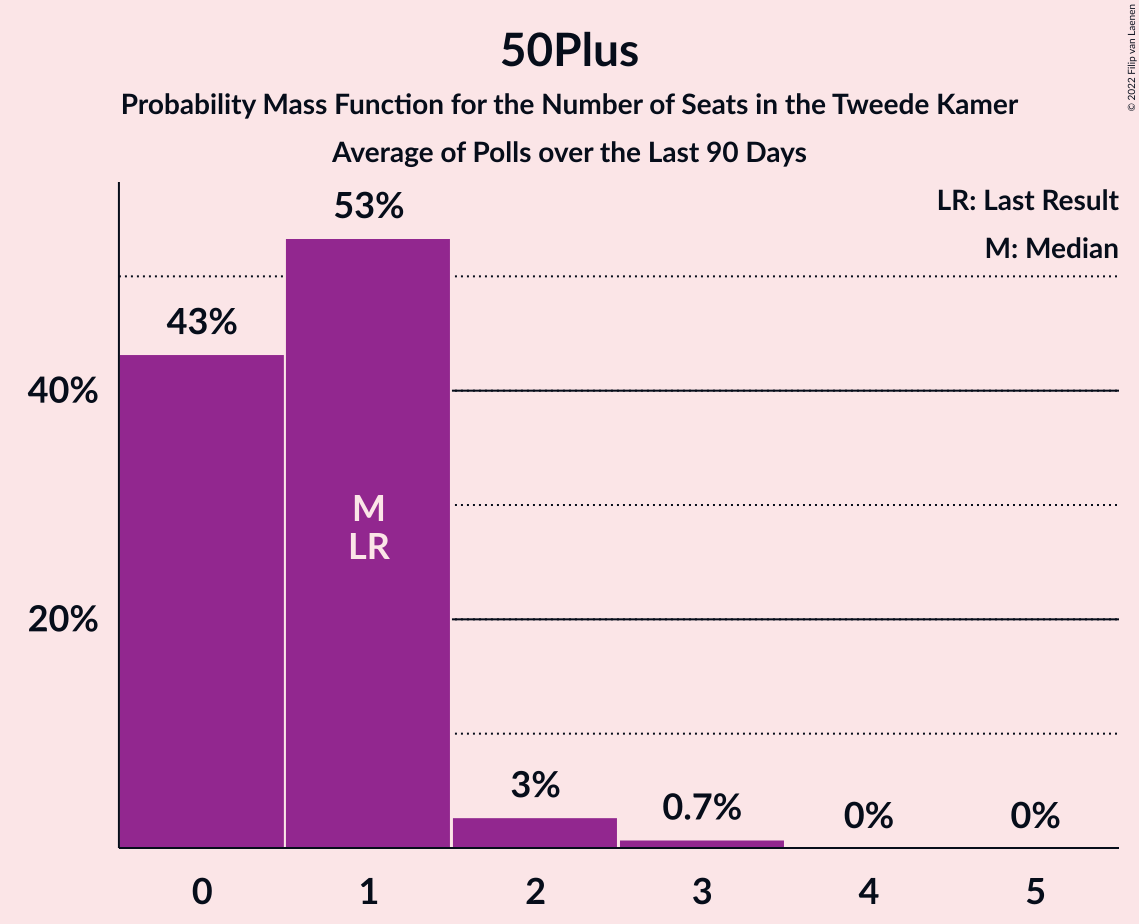 50Plus
Probability Mass Function for the Number of Seats in the Tweede Kamer
Average of Polls over the Last 90 Days
LR: Last Result
M: Median
53%
43%
40%
20%
M
LR
3%
0.7%
0%
0%
0
1
2
3
4
5
© 2022 Filip van Laenen